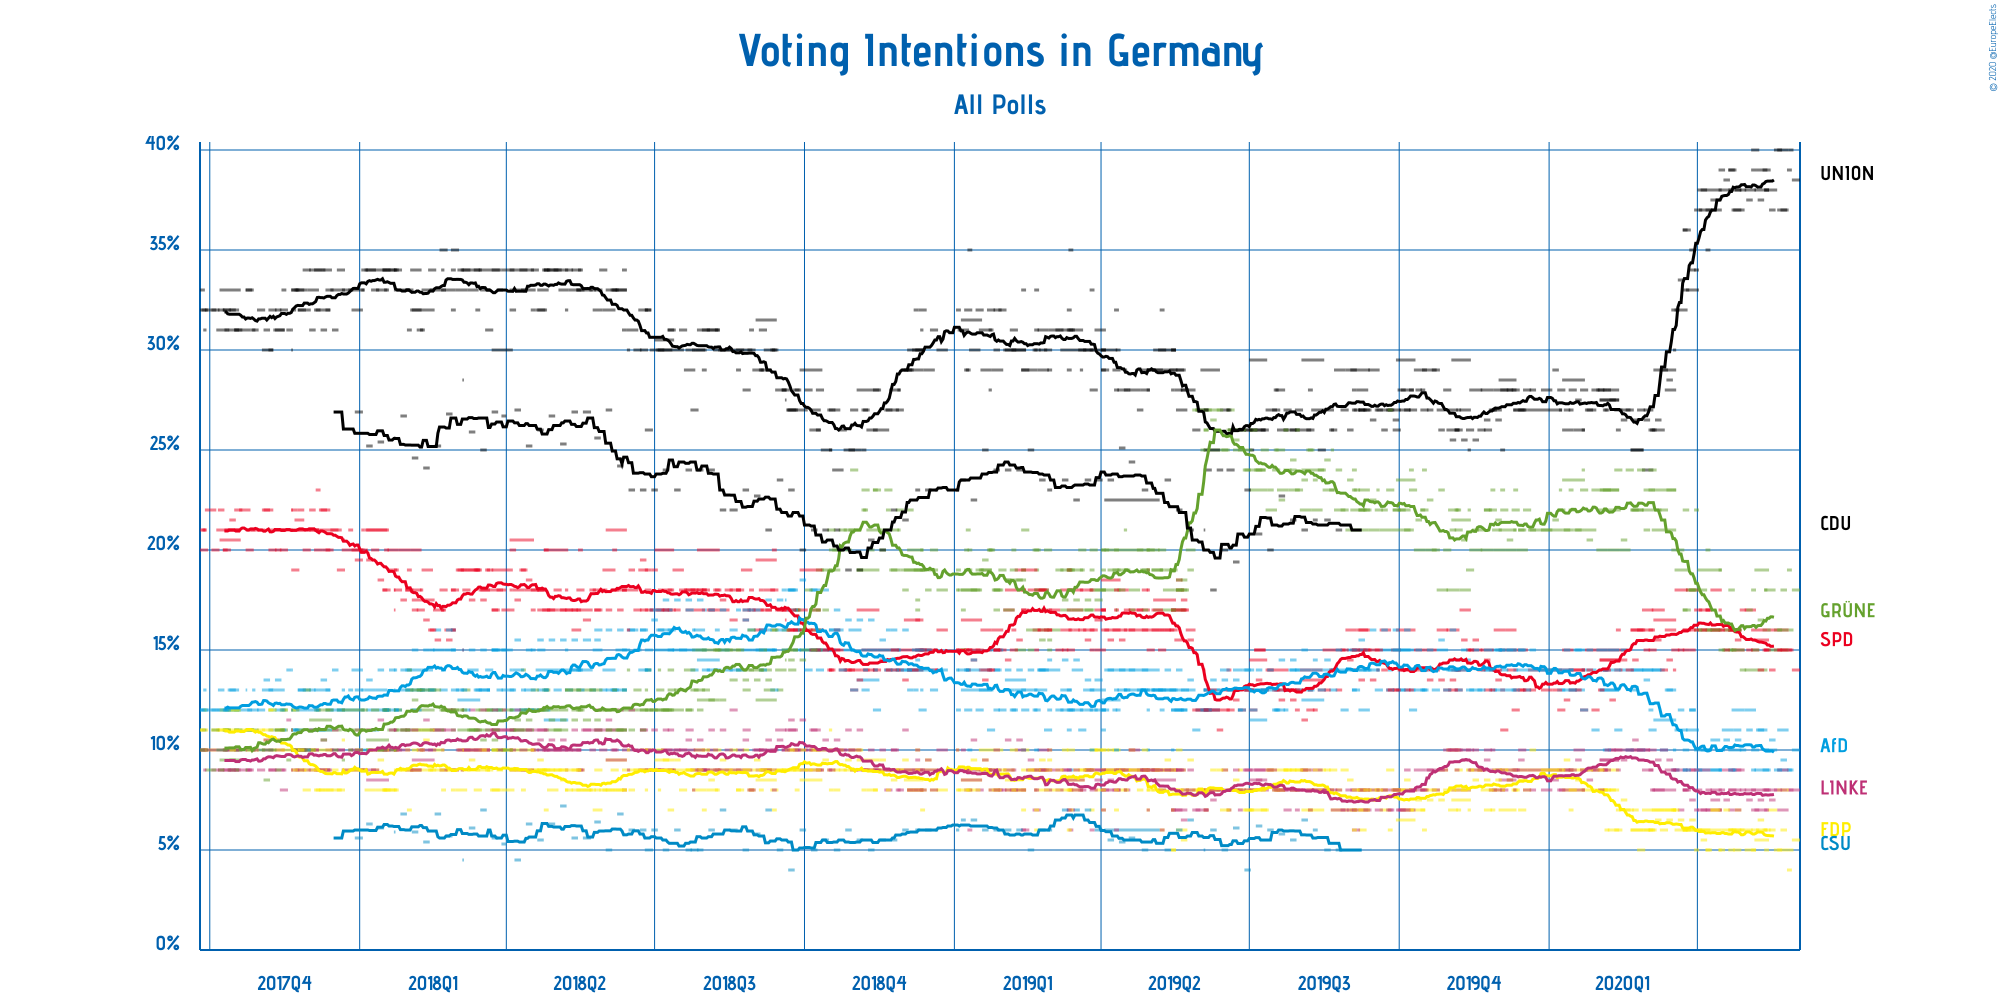 © 2020 @EuropeElects
Voting Intentions in Germany
All Polls
40%
35%
30%
25%
20%
15%
10%
5%
0%
UNION
CDU
GRÜNE
SPD
AfD
LINKE
FDP
CSU
2017Q4 2018Q1 2018Q2 2018Q3 2018Q4 2019Q1 2019Q2 2019Q3 2019Q4 2020Q1